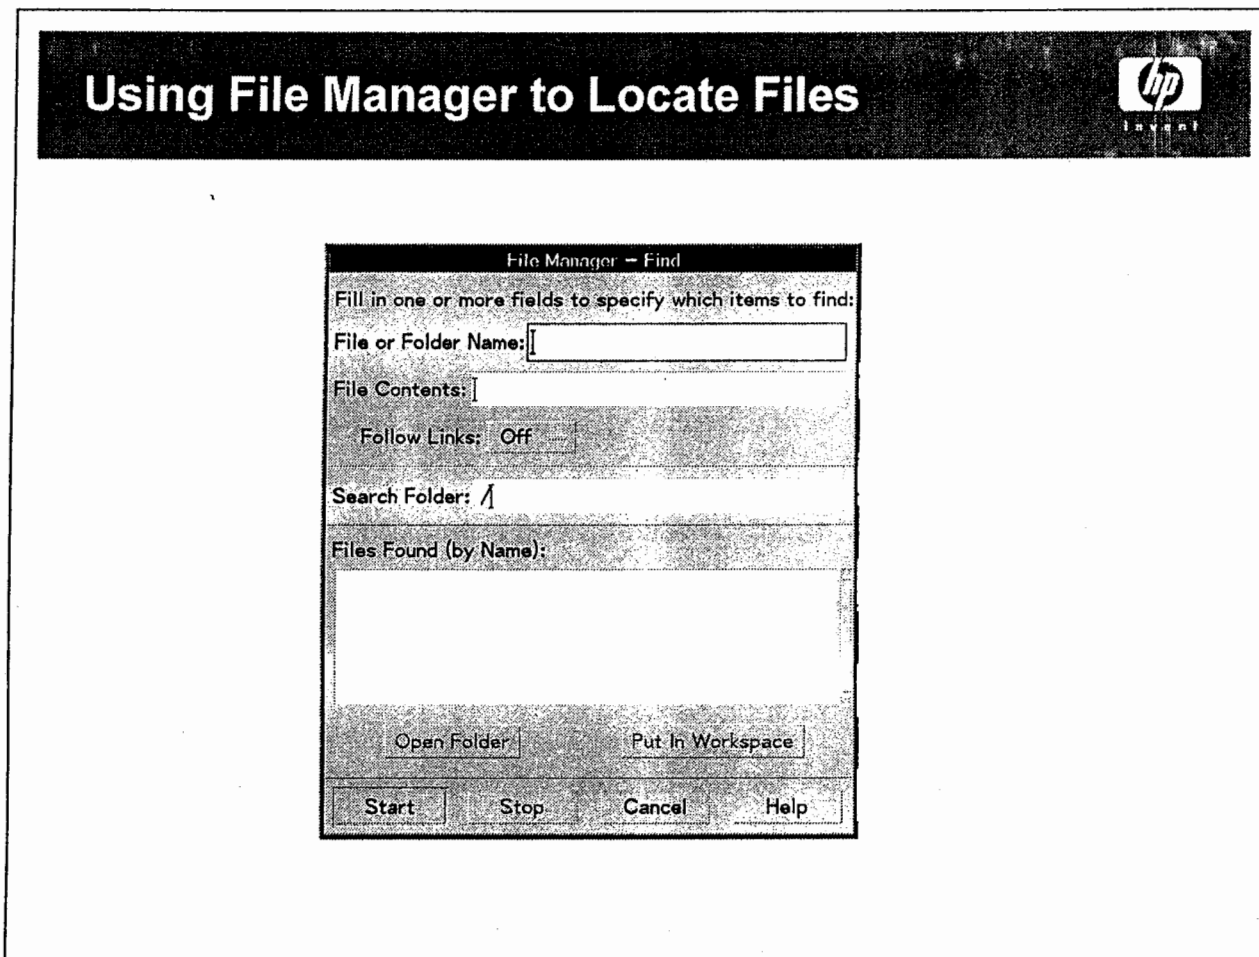 Using File Manager to Locate Files
hp
invent
File Manager – Find
Fill in one or more fields to specify which items to find:
File or Folder Name:
File Contents:
Follow Links: Off
Search Folder: /
Files Found (by Name):
Open Folder
Put In Workspace
Start
Stop
Cancel
Help